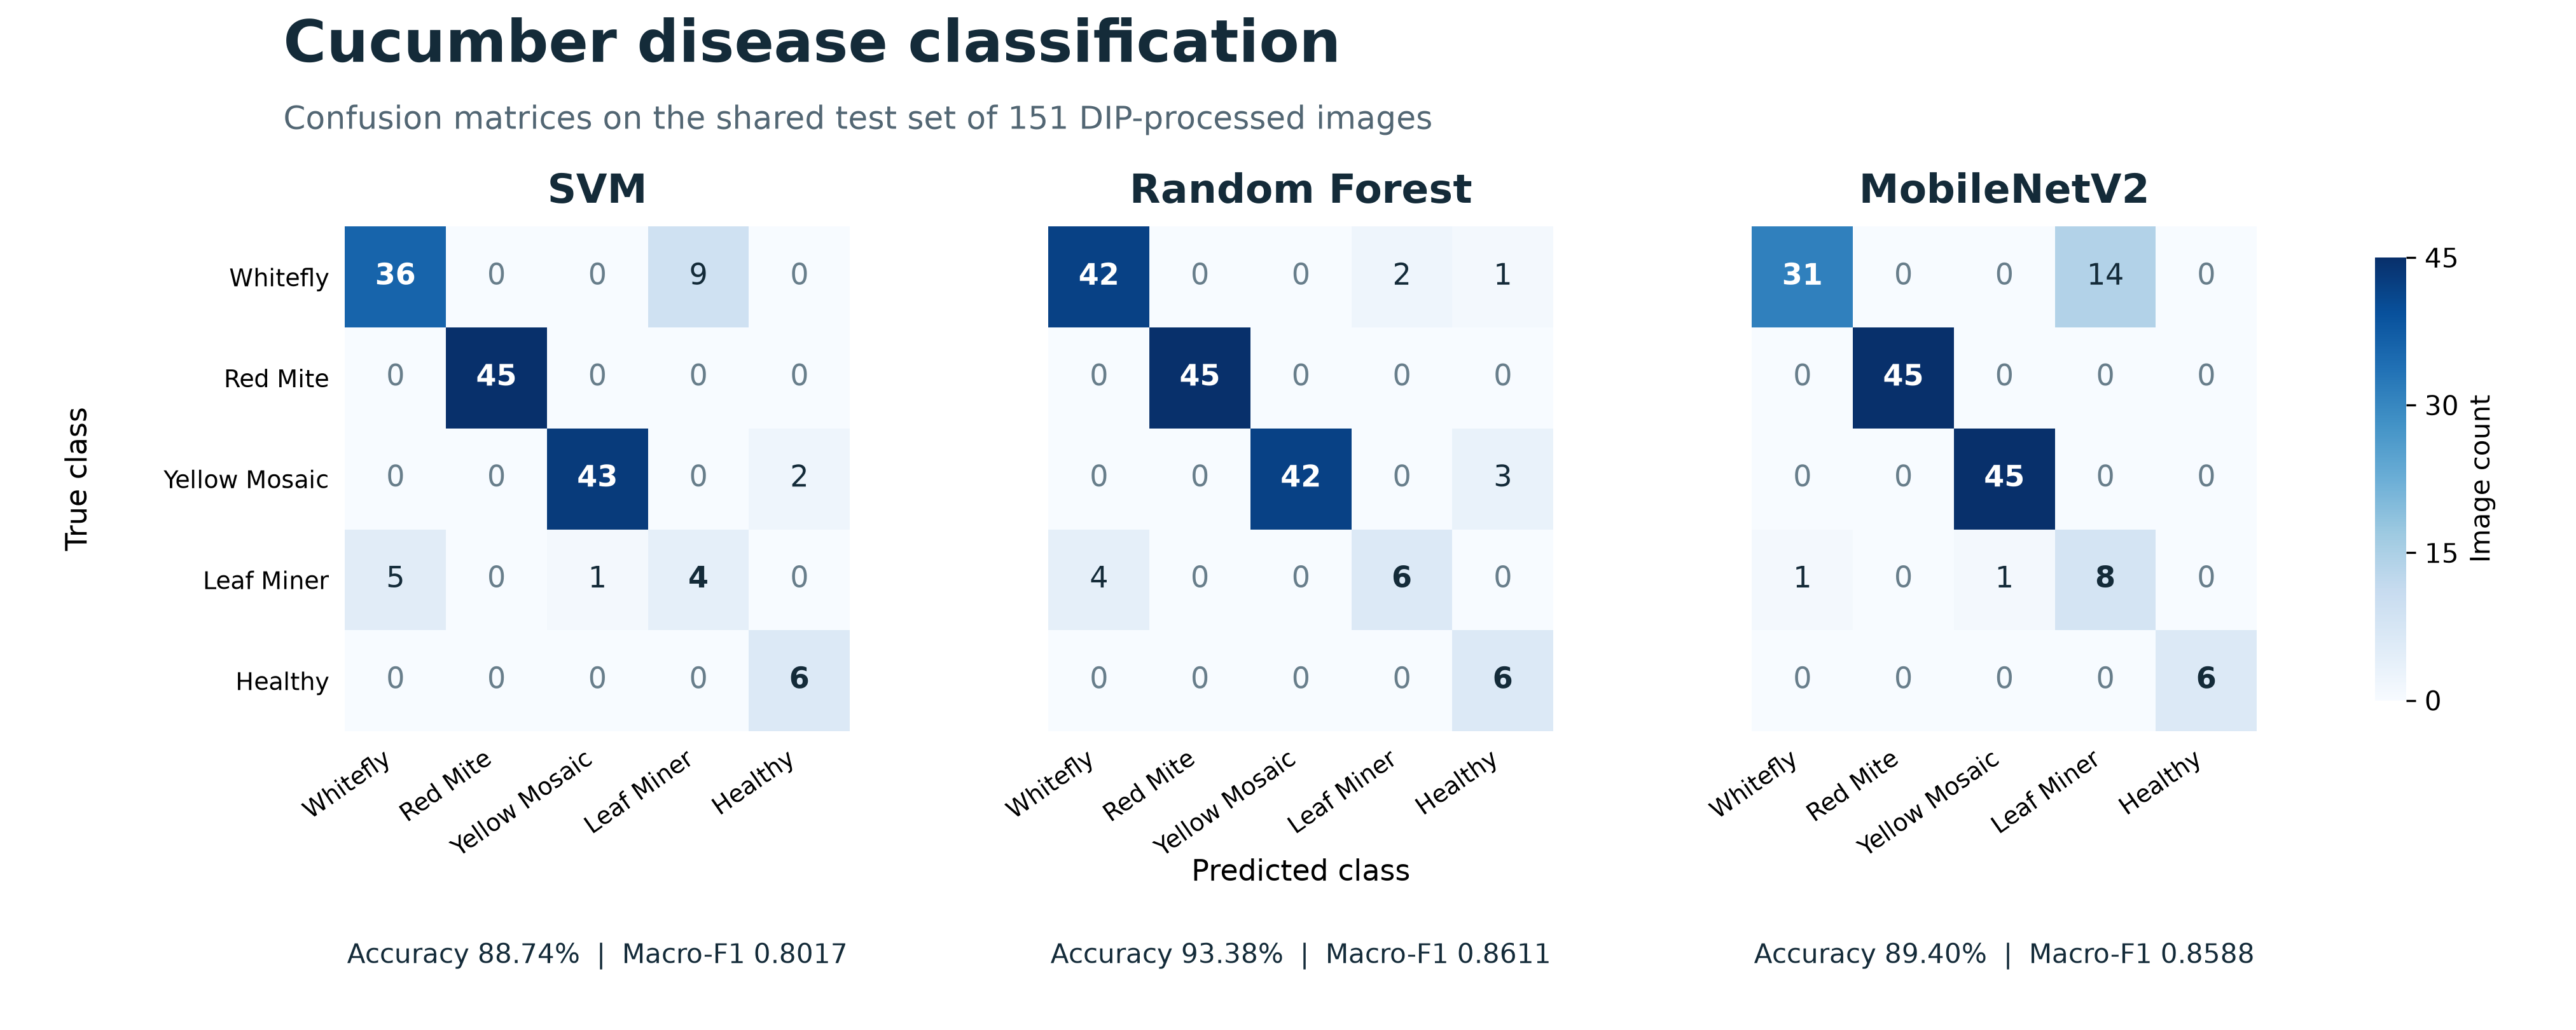 Cucumber disease classification
Confusion matrices on the shared test set of 151 DIP-processed images
SVM
Random Forest
MobileNetV2
True class
Whitefly
Red Mite
Yellow Mosaic
Leaf Miner
Healthy
36 0 0 9 0
0 45 0 0 0
0 0 43 0 2
5 0 1 4 0
0 0 0 0 6
Whitefly
Red Mite
Yellow Mosaic
Leaf Miner
Healthy
42 0 0 2 1
0 45 0 0 0
0 0 42 0 3
4 0 0 6 0
0 0 0 0 6
Whitefly
Red Mite
Yellow Mosaic
Leaf Miner
Healthy
Predicted class
31 0 0 14 0
0 45 0 0 0
0 0 45 0 0
1 0 1 8 0
0 0 0 0 6
Whitefly
Red Mite
Yellow Mosaic
Leaf Miner
Healthy
45
30
15
0
Image count
Accuracy 88.74% | Macro-F1 0.8017
Accuracy 93.38% | Macro-F1 0.8611
Accuracy 89.40% | Macro-F1 0.8588